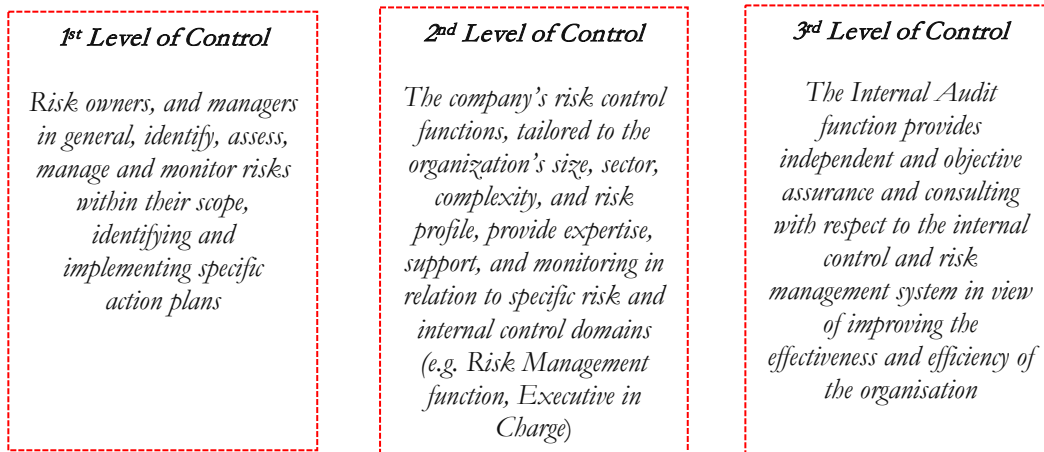 1st Level of Control
Risk owners, and managers
in general, identify, assess,
manage and monitor risks
within their scope,
identifying and
implementing specific
action plans
2nd Level of Control
The company's risk control
functions, tailored to the
organization's size, sector,
complexity, and risk
profile, provide expertise,
support, and monitoring in
relation to specific risk and
internal control domains
(e.g. Risk Management
function, Executive in
Charge)
3rd Level of Control
The Internal Audit
function provides
independent and objective
assurance and consulting
with respect to the internal
control and risk
management system in view
of improving the
effectiveness and efficiency of
the organisation